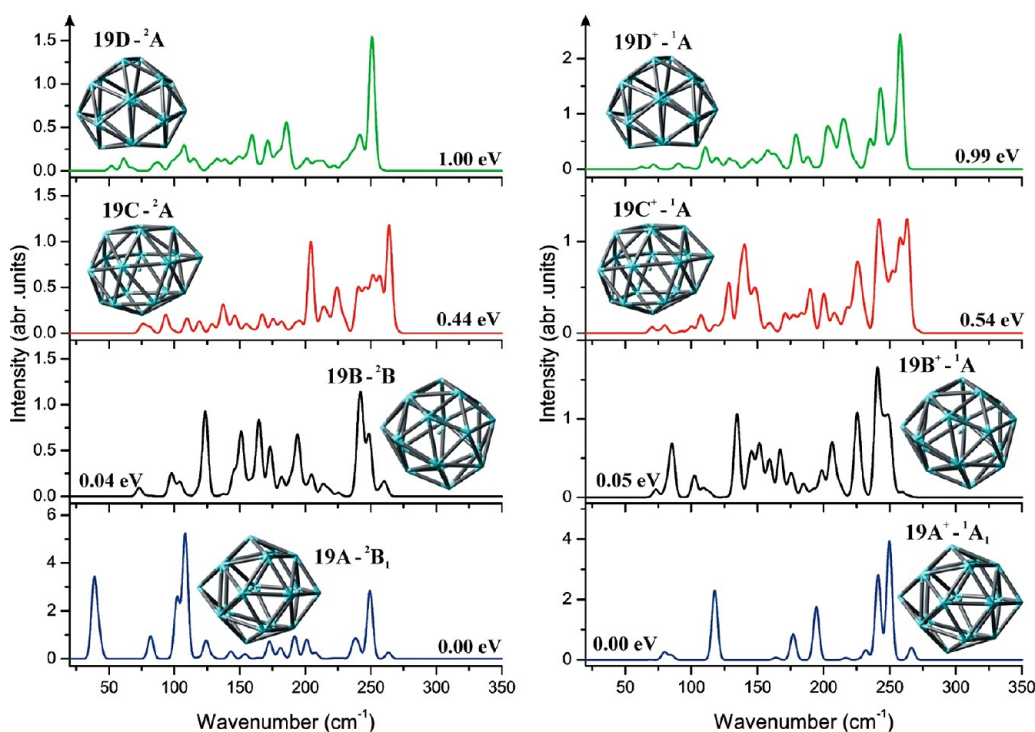 19D - ²A
1.5
1.0
0.5
0.0
1.00 eV
19C - ²A
1.5
1.0
0.5
0.0
0.44 eV
19B - ²B
1.0
0.5
0.0
0.04 eV
19A - ²B₁
6
4
2
0
0.00 eV
50 100 150 200 250 300 350
Wavenumber (cm⁻¹)
Intensity (abr .units)
19D⁺ - ¹A
2
1
0
0.99 eV
19C⁺ - ¹A
1
0
0.54 eV
19B⁺ - ¹A
1
0
0.05 eV
19A⁺ - ¹A₁
4
2
0
0.00 eV
50 100 150 200 250 300 350
Wavenumber (cm⁻¹)
Intensity (abr .units)